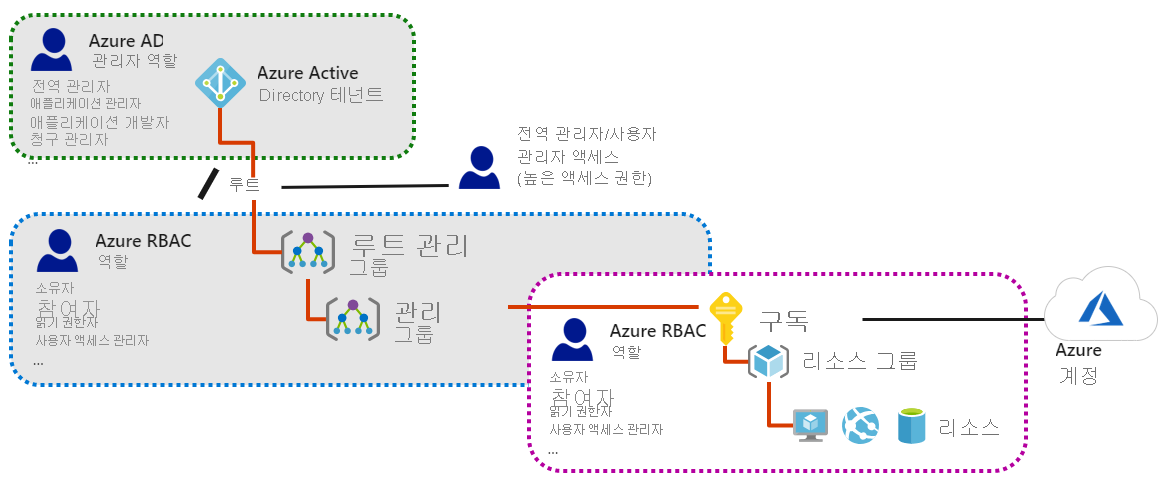 Azure AD
관리자 역할
전역 관리자
애플리케이션 관리자
애플리케이션 개발자
청구 관리자
...
Azure Active
Directory 테넌트
루트
전역 관리자/사용자
관리자 액세스
(높은 액세스 권한)
Azure RBAC
역할
소유자
참여자
읽기 권한자
사용자 액세스 관리자
...
루트 관리
그룹
관리
그룹
Azure RBAC
역할
소유자
참여자
읽기 권한자
사용자 액세스 관리자
...
구독
리소스 그룹
리소스
Azure
계정